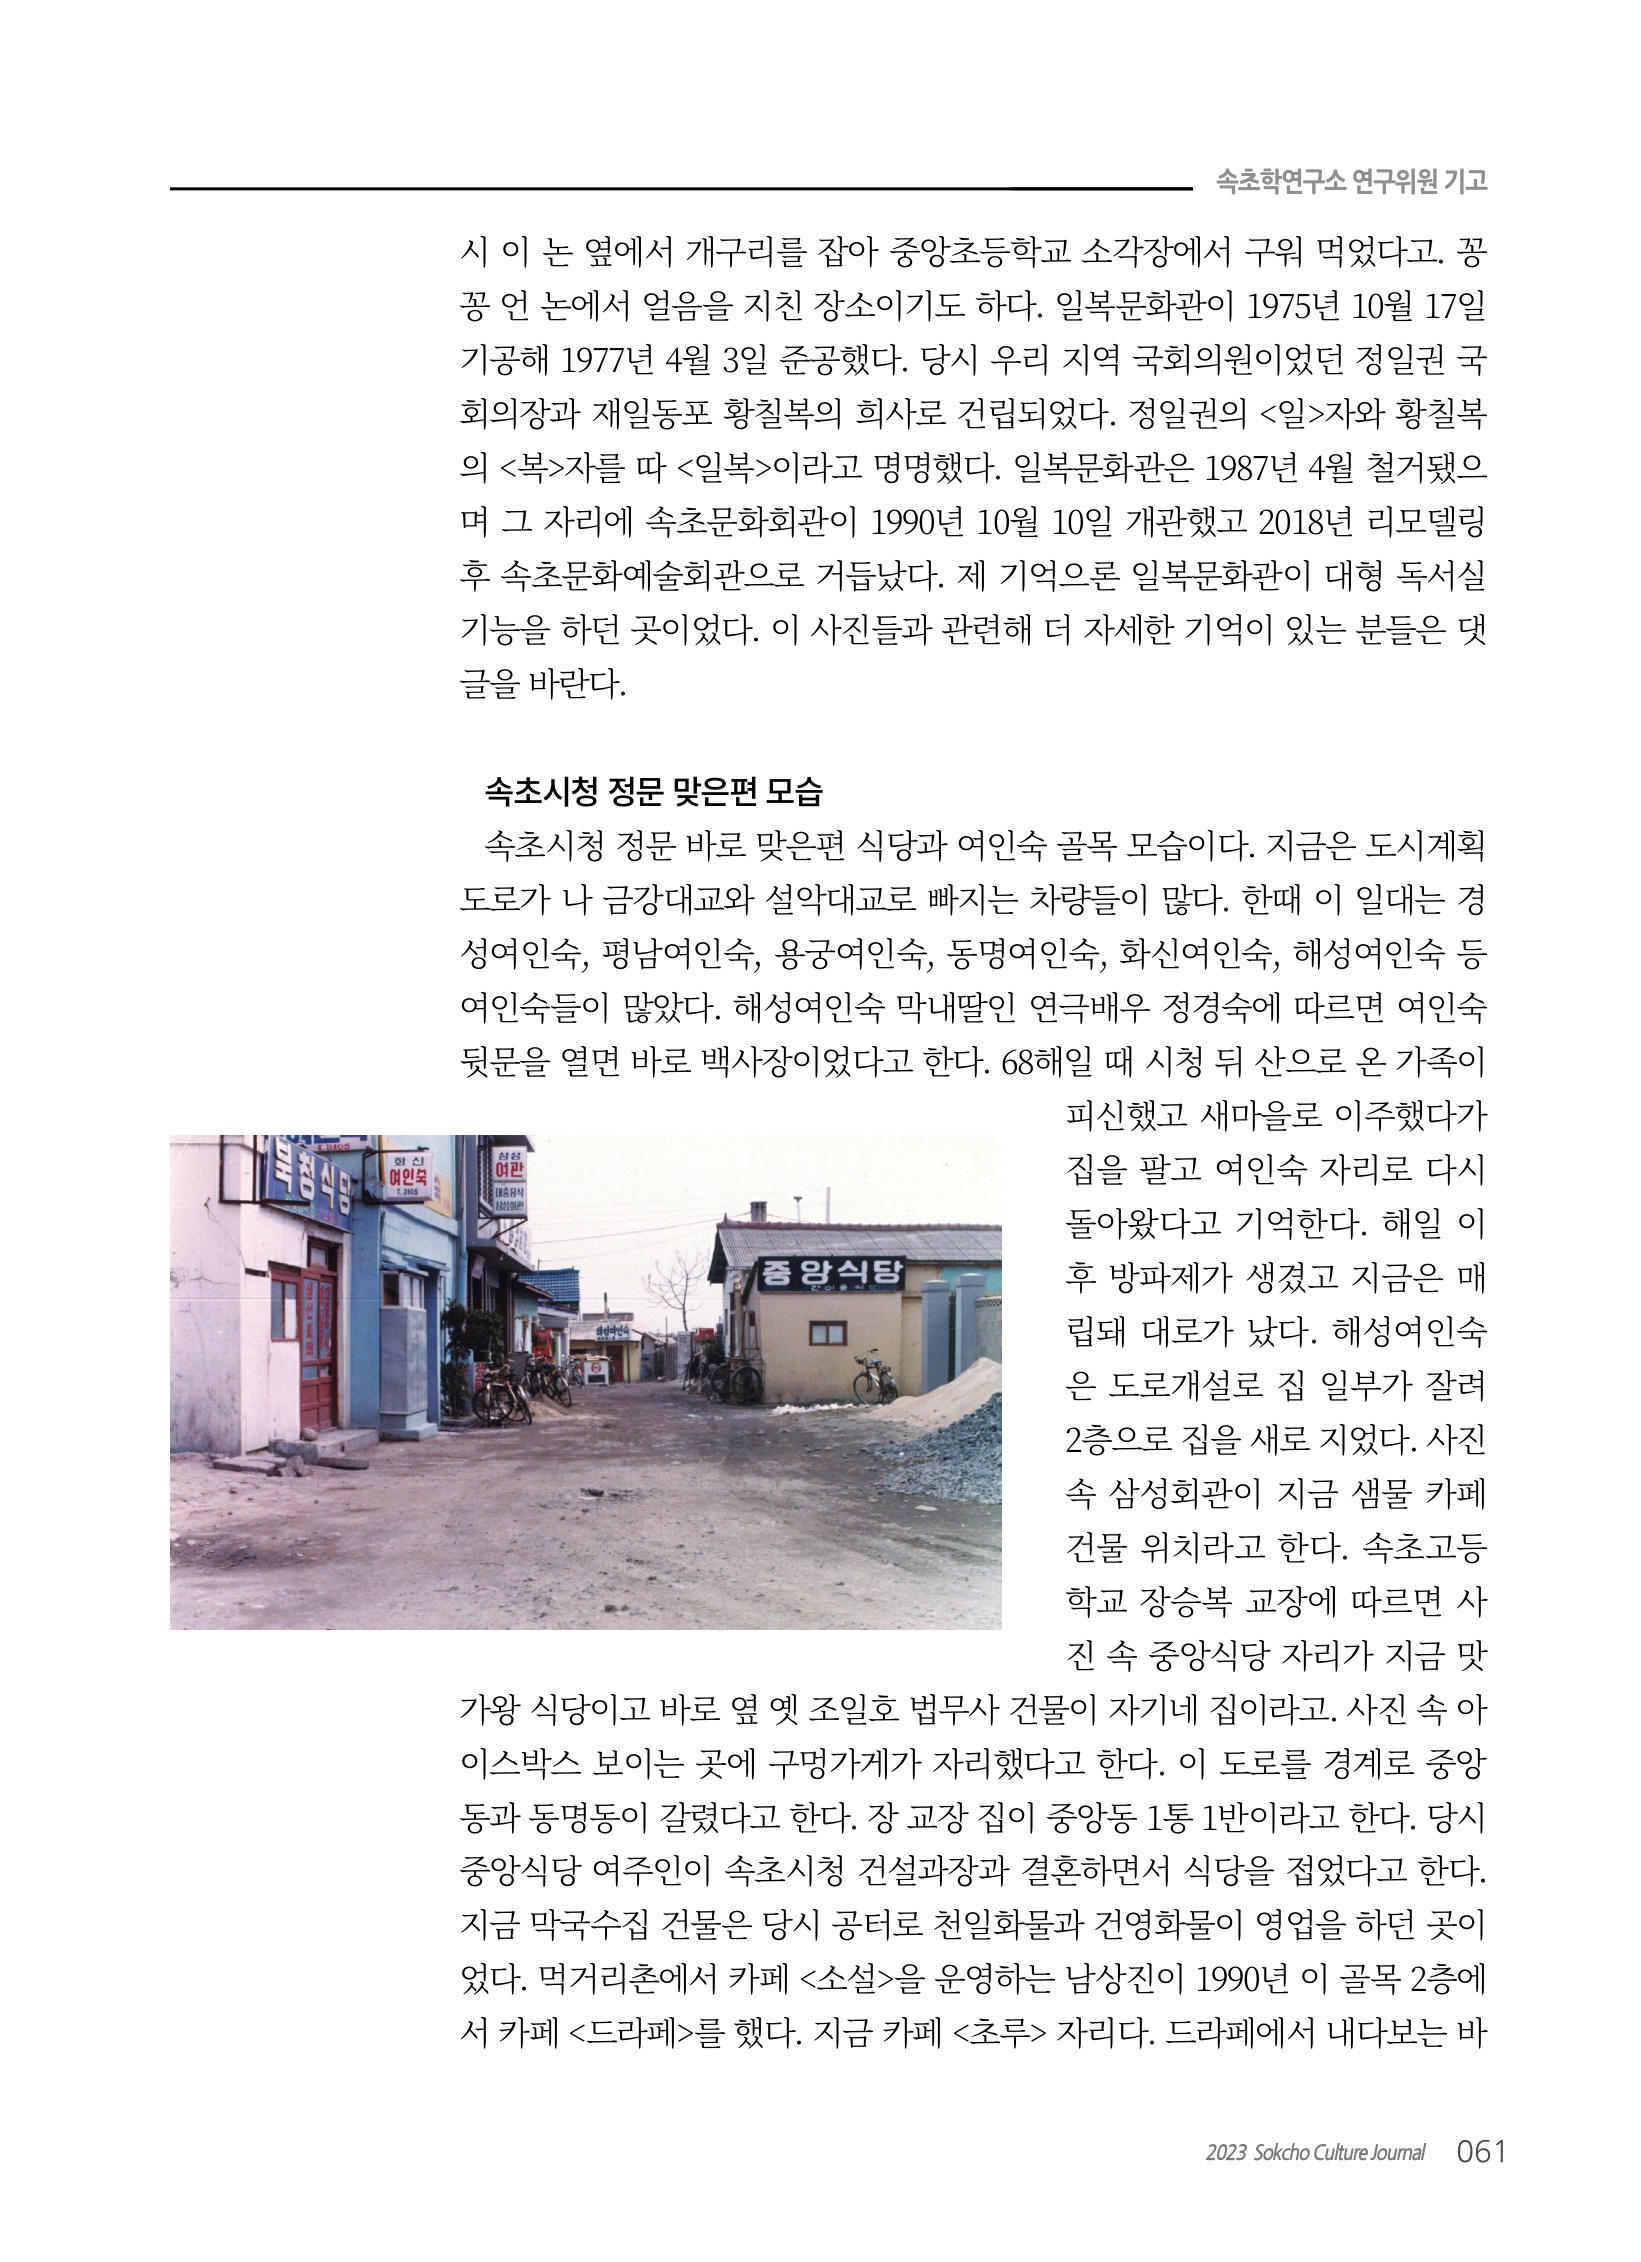 속초학연구소 연구위원 기고
시 이 논 옆에서 개구리를 잡아 중앙초등학교 소각장에서 구워 먹었다고. 꽁
꽁 언 논에서 얼음을 지친 장소이기도 하다. 일복문화관이 1975년 10월 17일
기공해 1977년 4월 3일 준공했다. 당시 우리 지역 국회의원이었던 정일권 국
회의장과 재일동포 황칠복의 희사로 건립되었다. 정일권의 <일>자와 황칠복
의 <복>자를 따 <일복>이라고 명명했다. 일복문화관은 1987년 4월 철거됐으
며 그 자리에 속초문화회관이 1990년 10월 10일 개관했고 2018년 리모델링
후 속초문화예술회관으로 거듭났다. 제 기억으론 일복문화관이 대형 독서실
기능을 하던 곳이었다. 이 사진들과 관련해 더 자세한 기억이 있는 분들은 댓
글을 바란다.
속초시청 정문 맞은편 모습
속초시청 정문 바로 맞은편 식당과 여인숙 골목 모습이다. 지금은 도시계획
도로가 나 금강대교와 설악대교로 빠지는 차량들이 많다. 한때 이 일대는 경
성여인숙, 평남여인숙, 용궁여인숙, 동명여인숙, 화신여인숙, 해성여인숙 등
여인숙들이 많았다. 해성여인숙 막내딸인 연극배우 정경숙에 따르면 여인숙
뒷문을 열면 바로 백사장이었다고 한다. 68해일 때 시청 뒤 산으로 온 가족이
피신했고 새마을로 이주했다가
집을 팔고 여인숙 자리로 다시
돌아왔다고 기억한다. 해일 이
후 방파제가 생겼고 지금은 매
립돼 대로가 났다. 해성여인숙
은 도로개설로 집 일부가 잘려
2층으로 집을 새로 지었다. 사진
속 삼성회관이 지금 샘물 카페
건물 위치라고 한다. 속초고등
학교 장승복 교장에 따르면 사
진 속 중앙식당 자리가 지금 맛
가왕 식당이고 바로 옆 옛 조일호 법무사 건물이 자기네 집이라고. 사진 속 아
이스박스 보이는 곳에 구멍가게가 자리했다고 한다. 이 도로를 경계로 중앙
동과 동명동이 갈렸다고 한다. 장 교장 집이 중앙동 1통 1반이라고 한다. 당시
중앙식당 여주인이 속초시청 건설과장과 결혼하면서 식당을 접었다고 한다.
지금 막국수집 건물은 당시 공터로 천일화물과 건영화물이 영업을 하던 곳이
었다. 먹거리촌에서 카페 <소설>을 운영하는 남상진이 1990년 이 골목 2층에
서 카페 <드라페>를 했다. 지금 카페 <초루> 자리다. 드라페에서 내다보는 바
북청식당
화신
여인숙
T.3105
삼성
여관
대중음식
삼성회관
해성여인숙
중앙식당
2023 Sokcho Culture Journal 061